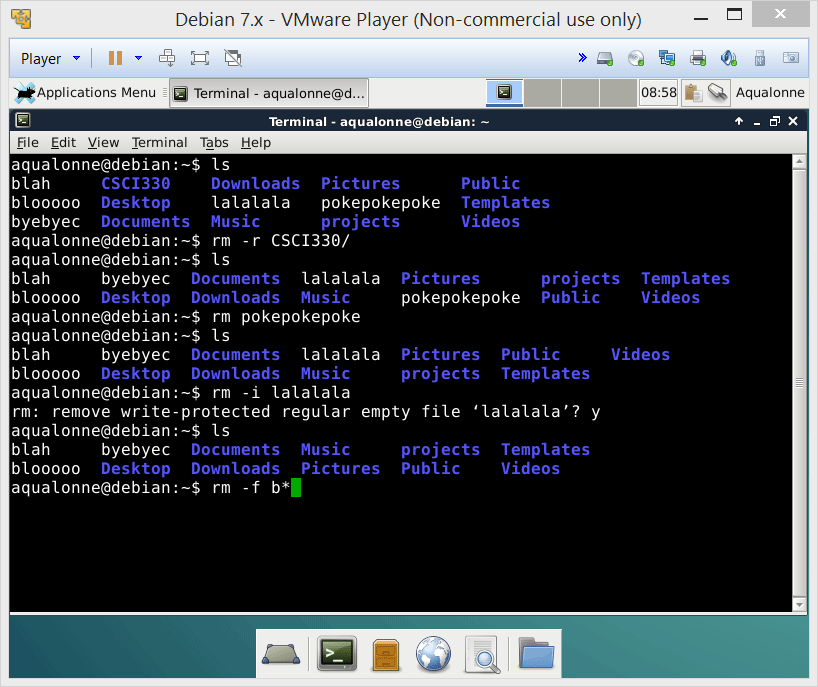 Debian 7.x - VMware Player (Non-commercial use only)
Player
Applications Menu Terminal - aqualonne@d... 08:58 Aqualonne
Terminal - aqualonne@debian: ~
File Edit View Terminal Tabs Help
aqualonne@debian:~$ ls
blah CSCI330 Downloads Pictures Public
blooooo Desktop lalalala pokepokepoke Templates
byebyec Documents Music projects Videos
aqualonne@debian:~$ rm -r CSCI330/
aqualonne@debian:~$ ls
blah byebyec Documents lalalala Pictures projects Templates
blooooo Desktop Downloads Music pokepokepoke Public Videos
aqualonne@debian:~$ rm pokepokepoke
aqualonne@debian:~$ ls
blah byebyec Documents lalalala Pictures Public Videos
blooooo Desktop Downloads Music projects Templates
aqualonne@debian:~$ rm -i lalalala
rm: remove write-protected regular empty file ‘lalalala’? y
aqualonne@debian:~$ ls
blah byebyec Documents Music projects Templates
blooooo Desktop Downloads Pictures Public Videos
aqualonne@debian:~$ rm -f b*